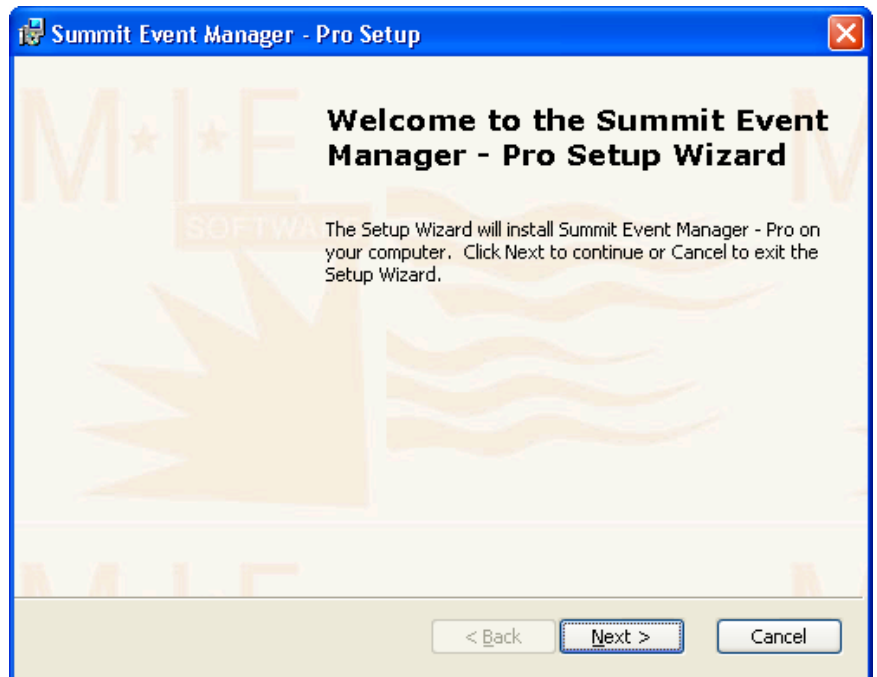 Summit Event Manager - Pro Setup
M★I★E
SOFTWA
Welcome to the Summit Event
Manager - Pro Setup Wizard
The Setup Wizard will install Summit Event Manager - Pro on
your computer. Click Next to continue or Cancel to exit the
Setup Wizard.
M I E
< Back
Next >
Cancel